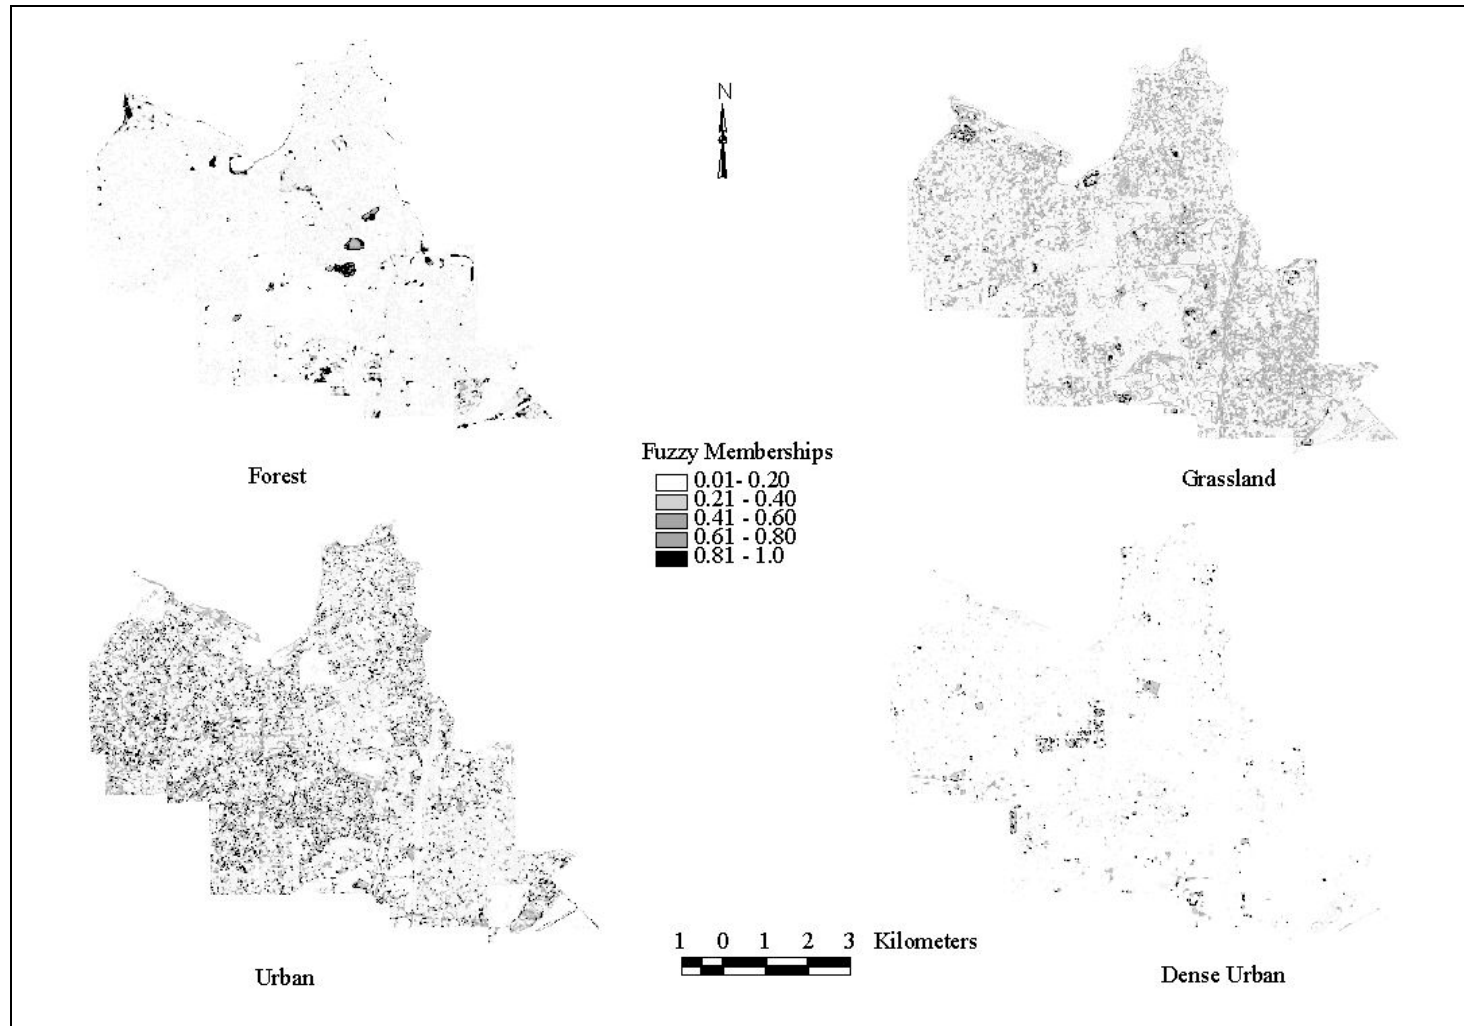 N
Forest
Grassland
Fuzzy Memberships
0.01- 0.20
0.21 - 0.40
0.41 - 0.60
0.61 - 0.80
0.81 - 1.0
1 0 1 2 3 Kilometers
Urban
Dense Urban